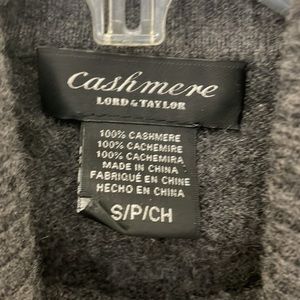 Cashmere
LORD & TAYLOR
100% CASHMERE
100% CACHEMIRE
100% CACHEMIRA
MADE IN CHINA
FABRIQUÉ EN CHINE
HECHO EN CHINA
S/P/CH